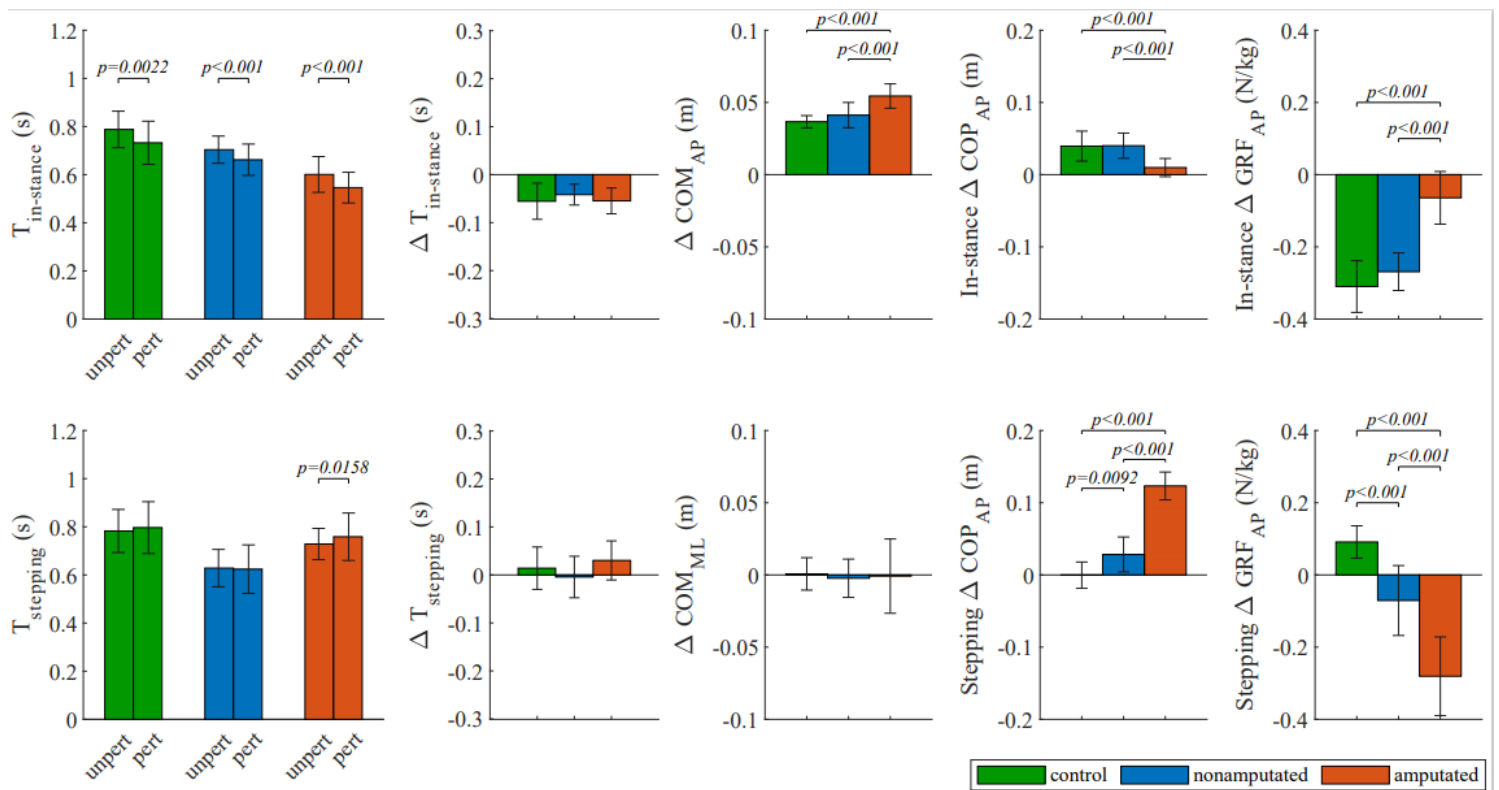 1.2
1
0.8
0.6
0.4
0.2
0
T in-stance (s)
p=0.0022
p<0.001
p<0.001
unpert
pert
unpert
pert
unpert
pert
0.3
0.2
0.1
0
-0.1
-0.2
-0.3
Δ T in-stance (s)
0.1
0.05
0
-0.05
-0.1
Δ COM AP (m)
p<0.001
p<0.001
0.2
0.1
0
-0.1
-0.2
In-stance Δ COP AP (m)
p<0.001
p<0.001
0.4
0.2
0
-0.2
-0.4
In-stance Δ GRF AP (N/kg)
p<0.001
p<0.001
1.2
1
0.8
0.6
0.4
0.2
0
T stepping (s)
p=0.0158
unpert
pert
unpert
pert
unpert
pert
0.3
0.2
0.1
0
-0.1
-0.2
-0.3
Δ T stepping (s)
0.1
0.05
0
-0.05
-0.1
Δ COM ML (m)
0.2
0.1
0
-0.1
-0.2
Stepping Δ COP AP (m)
p<0.001
p<0.001
p=0.0092
0.4
0.2
0
-0.2
-0.4
Stepping Δ GRF AP (N/kg)
p<0.001
p<0.001
p<0.001
control
nonamputated
amputated